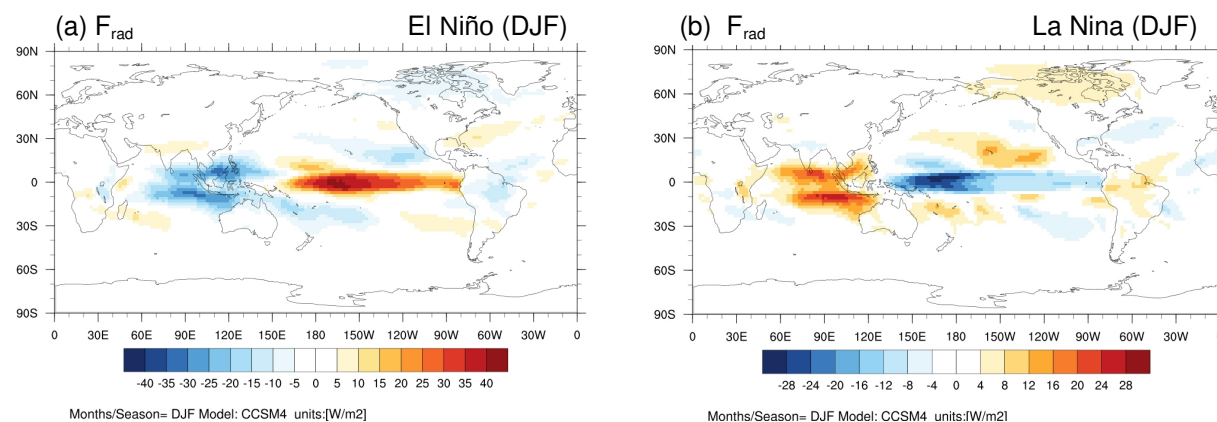 (a) Frad El Niño (DJF)
90N
60N
30N
0
30S
60S
90S
0 30E 60E 90E 120E 150E 180 150W 120W 90W 60W 30W 0
-40 -35 -30 -25 -20 -15 -10 -5 0 5 10 15 20 25 30 35 40
Months/Season= DJF Model: CCSM4 units:[W/m2]
(b) Frad La Nina (DJF)
90N
60N
30N
0
30S
60S
90S
0 30E 60E 90E 120E 150E 180 150W 120W 90W 60W 30W 0
-28 -24 -20 -16 -12 -8 -4 0 4 8 12 16 20 24 28
Months/Season= DJF Model: CCSM4 units:[W/m2]